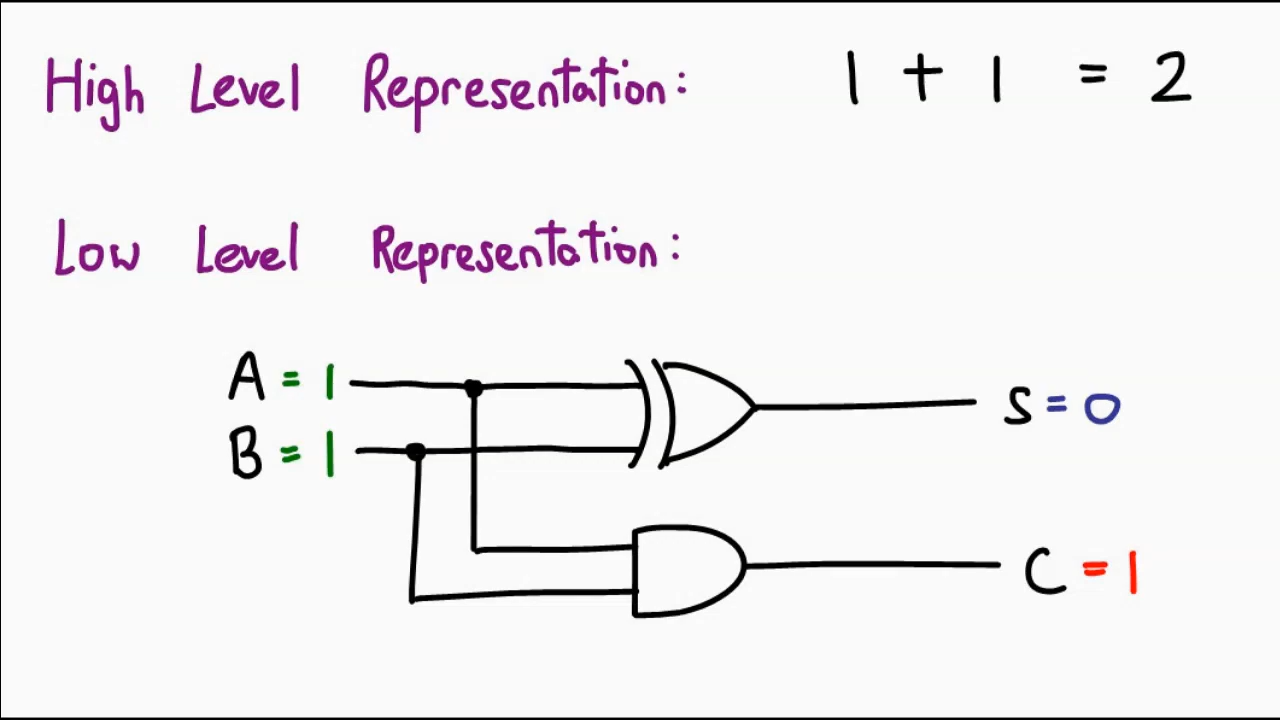 High Level Representation: 1 + 1 = 2
Low Level Representation:
A = 1
S = 0
B = 1
C = 1